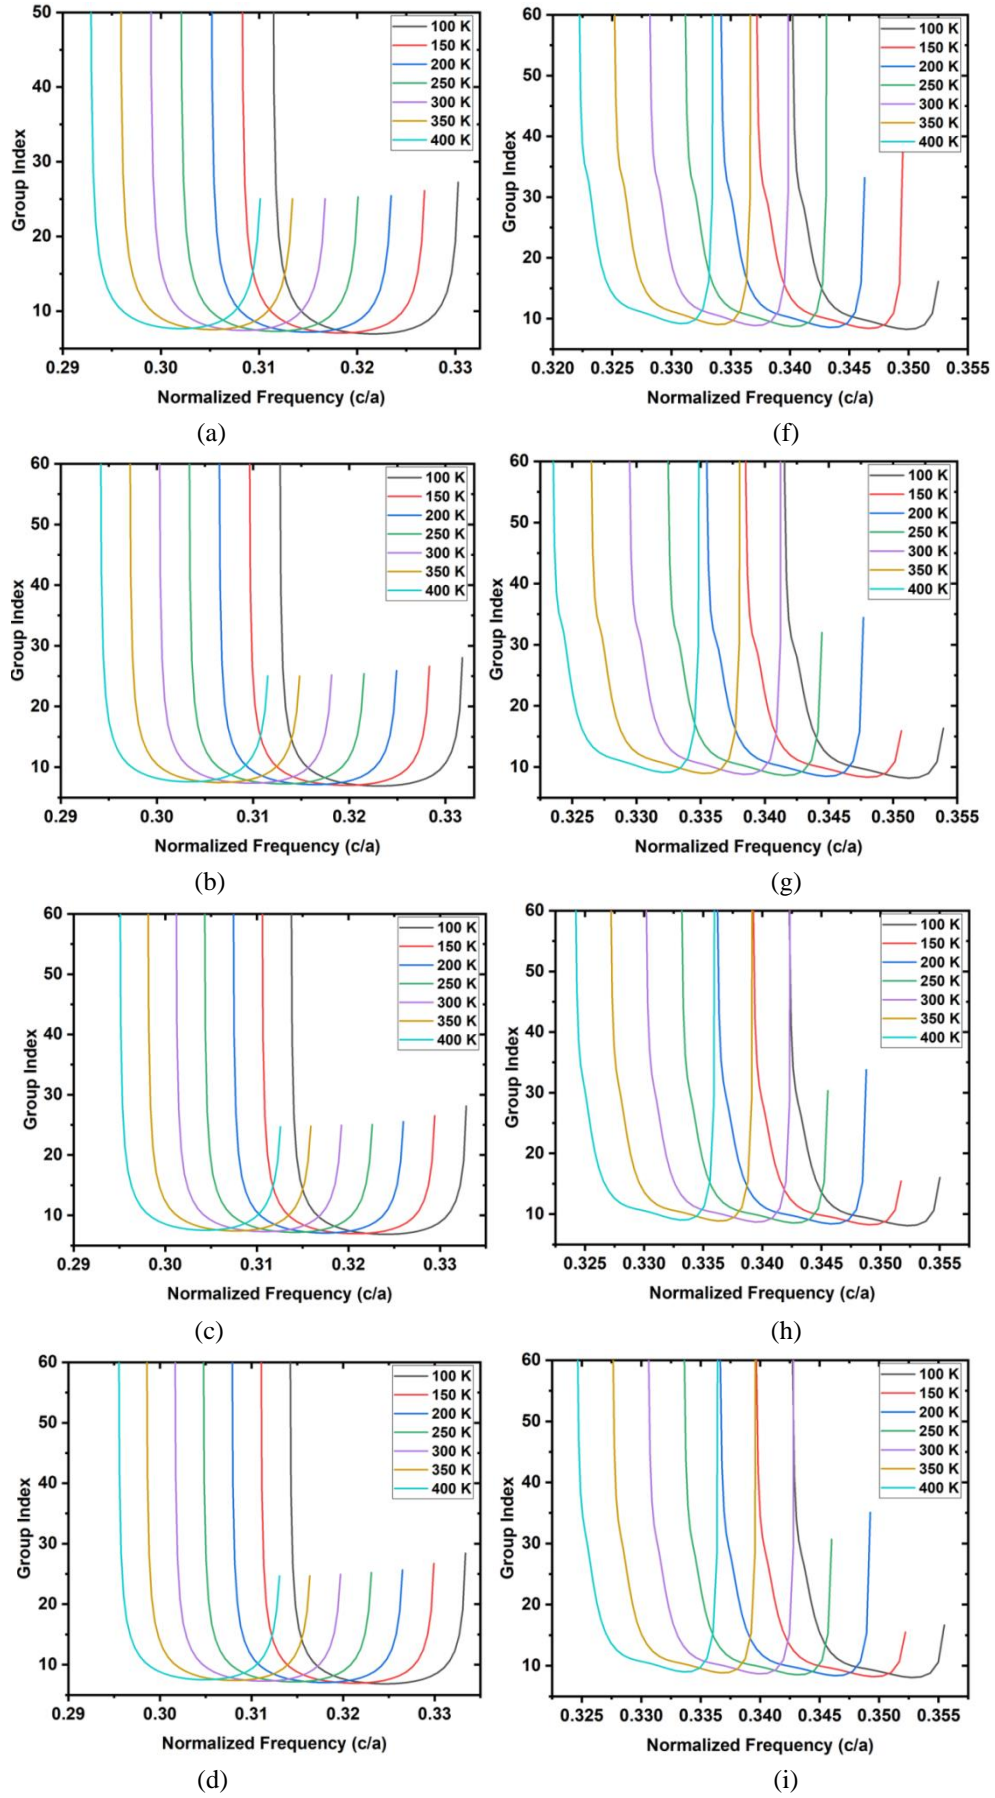 50
40
30
20
10
Group Index
100 K
150 K
200 K
250 K
300 K
350 K
400 K
0.29 0.30 0.31 0.32 0.33
Normalized Frequency (c/a)
(a)
60
50
40
30
20
10
Group Index
100 K
150 K
200 K
250 K
300 K
350 K
400 K
0.320 0.325 0.330 0.335 0.340 0.345 0.350 0.355
Normalized Frequency (c/a)
(f)
60
50
40
30
20
10
Group Index
100 K
150 K
200 K
250 K
300 K
350 K
400 K
0.29 0.30 0.31 0.32 0.33
Normalized Frequency (c/a)
(b)
60
50
40
30
20
10
Group Index
100 K
150 K
200 K
250 K
300 K
350 K
400 K
0.325 0.330 0.335 0.340 0.345 0.350 0.355
Normalized Frequency (c/a)
(g)
60
50
40
30
20
10
Group Index
100 K
150 K
200 K
250 K
300 K
350 K
400 K
0.29 0.30 0.31 0.32 0.33
Normalized Frequency (c/a)
(c)
60
50
40
30
20
10
Group Index
100 K
150 K
200 K
250 K
300 K
350 K
400 K
0.325 0.330 0.335 0.340 0.345 0.350 0.355
Normalized Frequency (c/a)
(h)
60
50
40
30
20
10
Group Index
100 K
150 K
200 K
250 K
300 K
350 K
400 K
0.29 0.30 0.31 0.32 0.33
Normalized Frequency (c/a)
(d)
60
50
40
30
20
10
Group Index
100 K
150 K
200 K
250 K
300 K
350 K
400 K
0.325 0.330 0.335 0.340 0.345 0.350 0.355
Normalized Frequency (c/a)
(i)